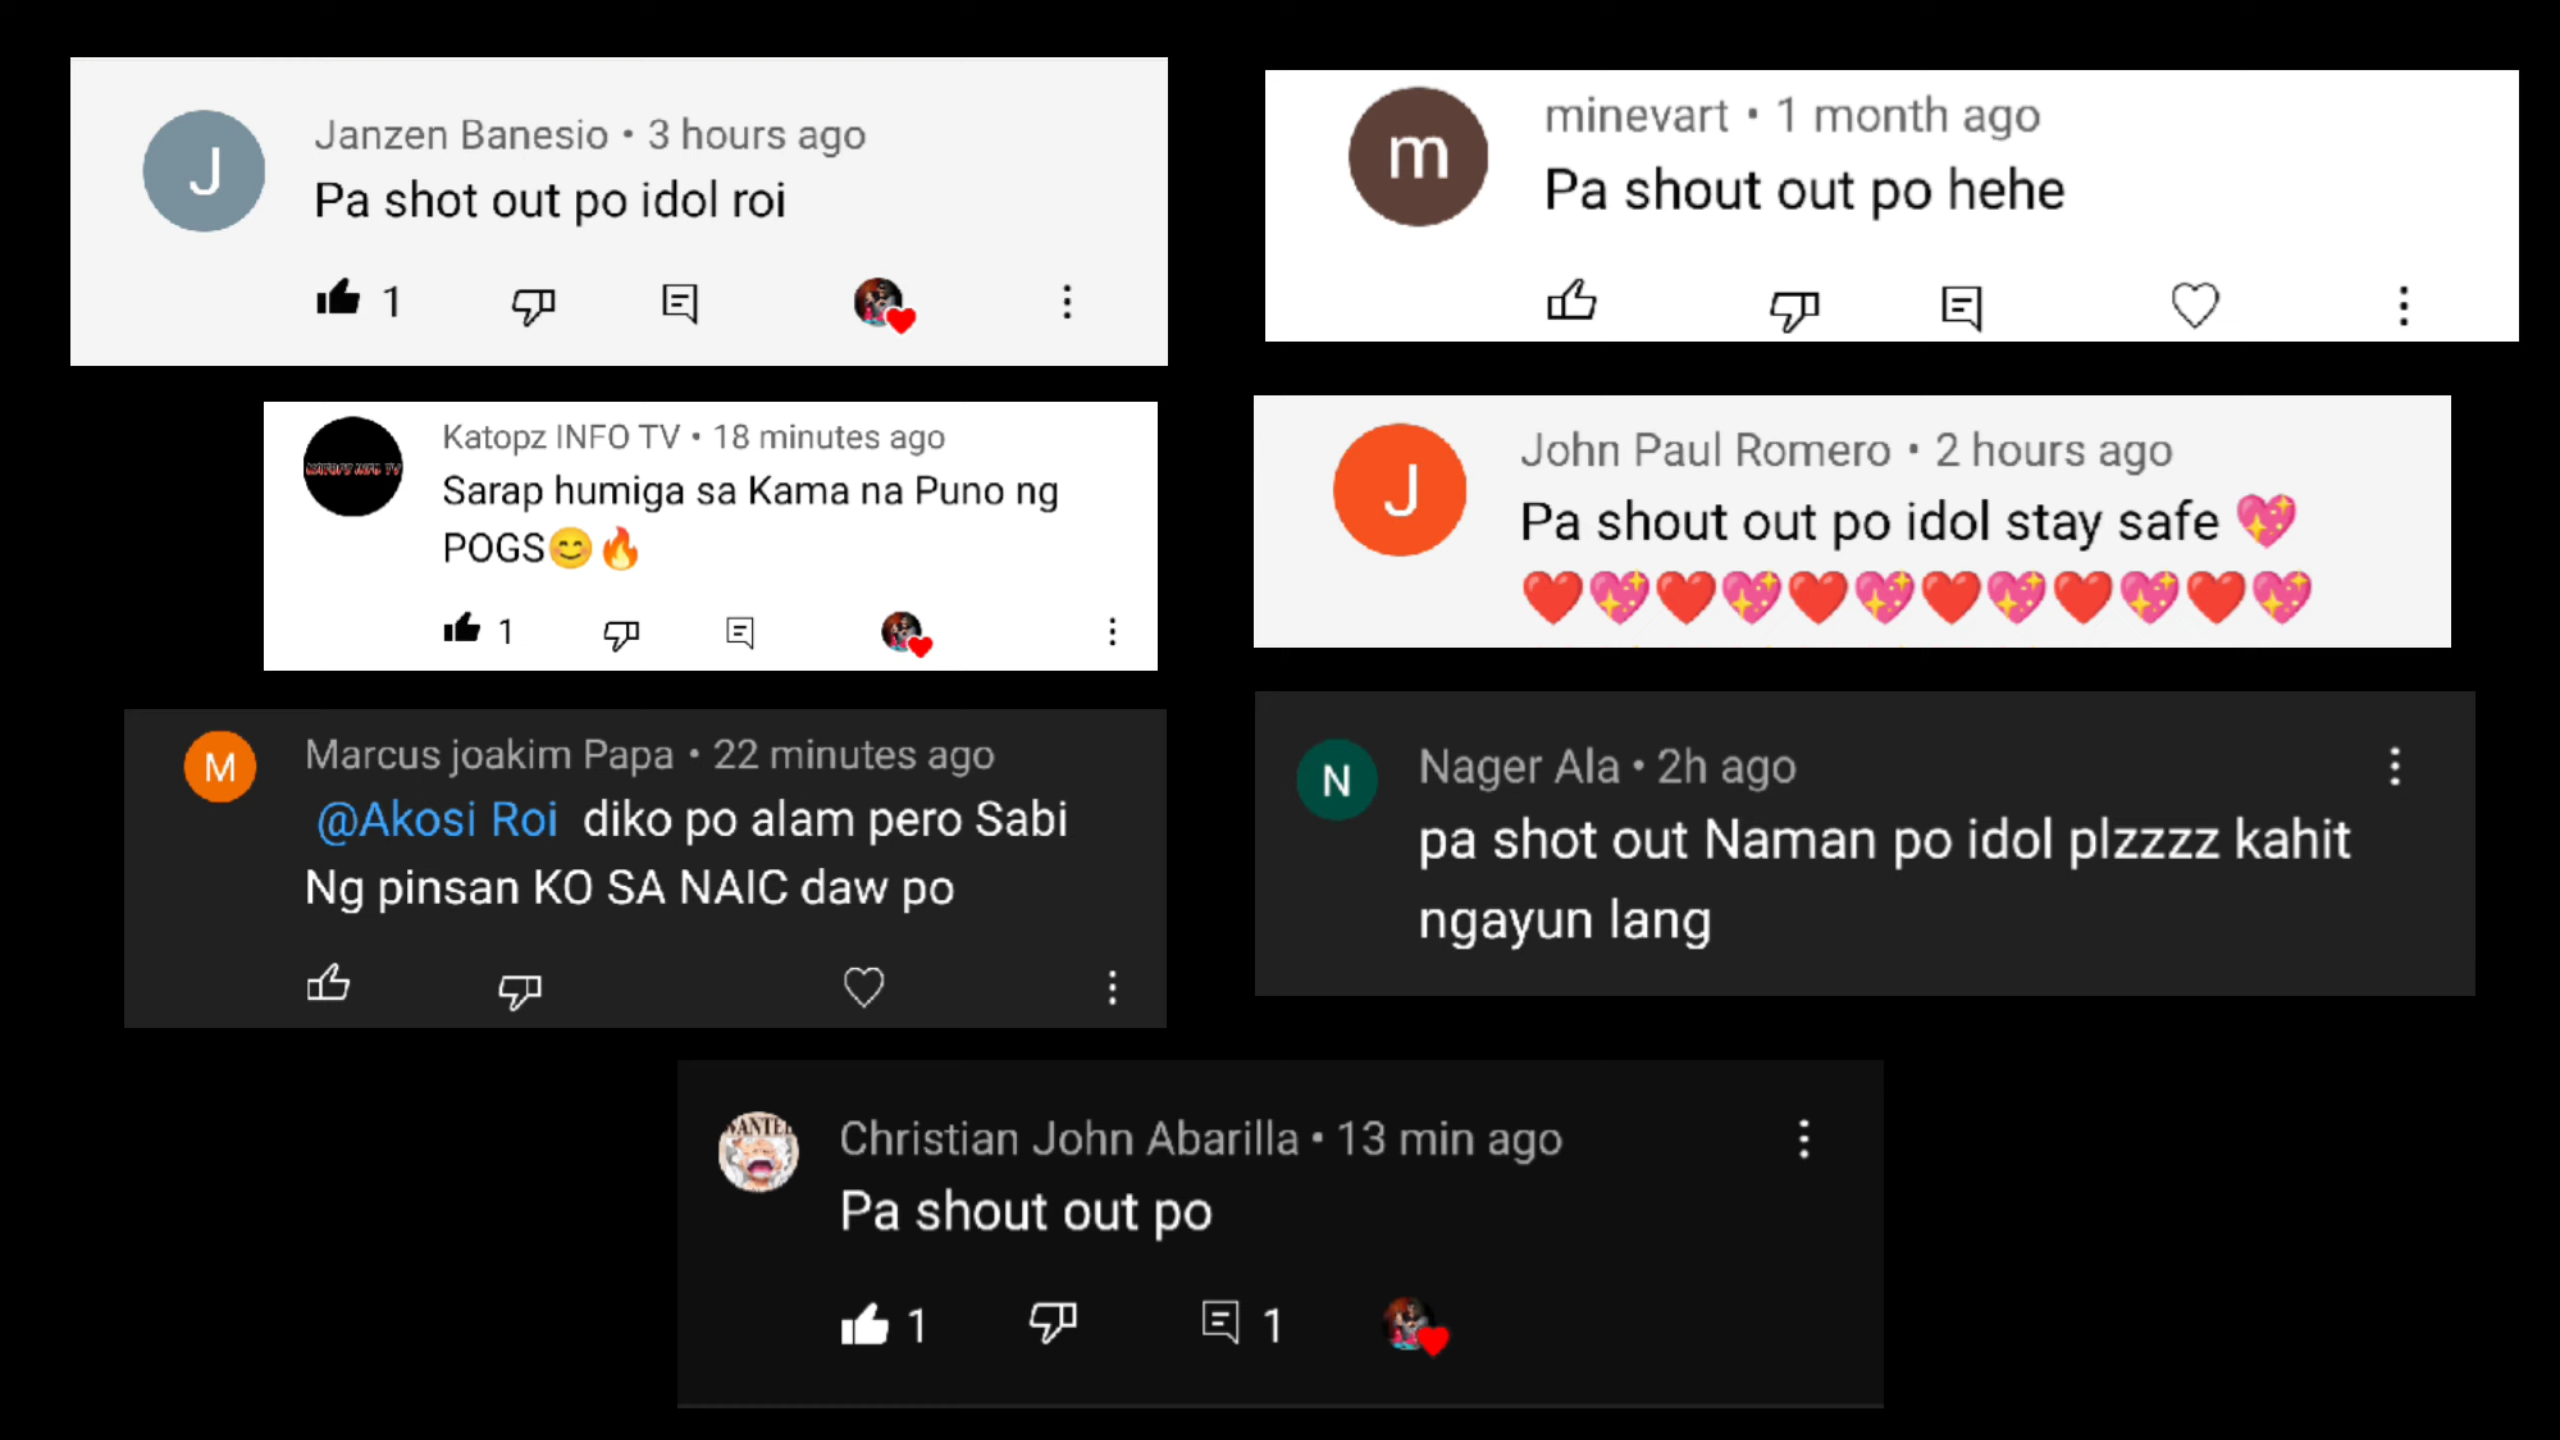 J
Janzen Banesio • 3 hours ago
Pa shot out po idol roi
1
m
minevart • 1 month ago
Pa shout out po hehe
KATOPZ INFO TV
Katopz INFO TV • 18 minutes ago
Sarap humiga sa Kama na Puno ng
POGS😊🔥
1
J
John Paul Romero • 2 hours ago
Pa shout out po idol stay safe 💖
❤️💖❤️💖❤️💖❤️💖❤️💖❤️💖
M
Marcus joakim Papa • 22 minutes ago
@Akosi Roi diko po alam pero Sabi
Ng pinsan KO SA NAIC daw po
N
Nager Ala • 2h ago
pa shot out Naman po idol plzzzz kahit
ngayun lang
WANTED
Christian John Abarilla • 13 min ago
Pa shout out po
1
1